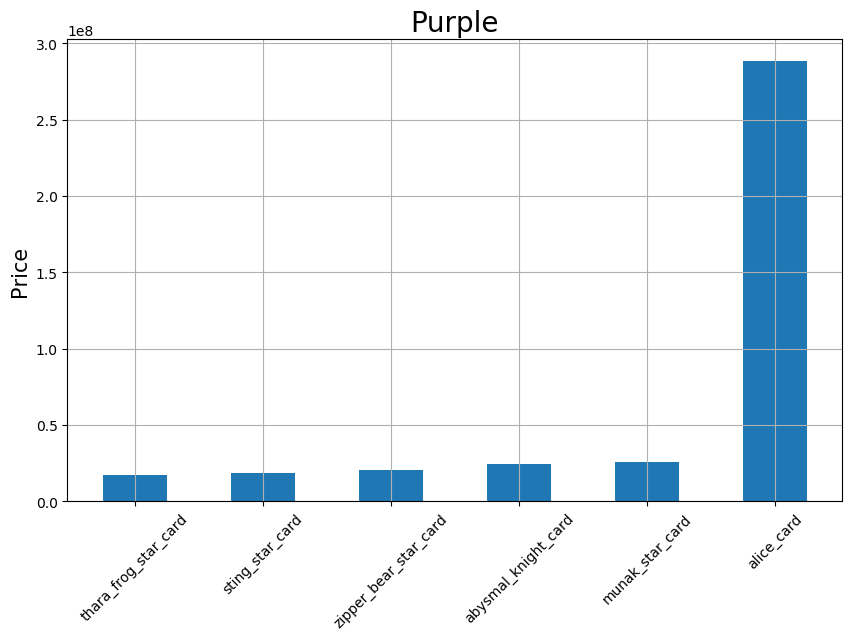 Purple
1e8
3.0
2.5
2.0
1.5
1.0
0.5
0.0
Price
thara_frog_star_card
sting_star_card
zipper_bear_star_card
abysmal_knight_card
munak_star_card
alice_card